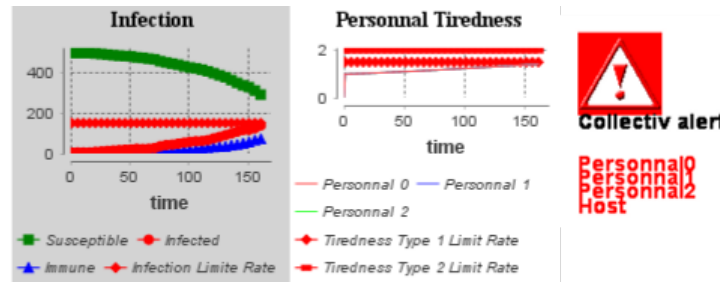 Infection
400
200
0
0
50
100
150
time
Susceptible
Infected
Immune
Infection Limite Rate
Personnal Tiredness
2
0
0
50
100
150
time
Personnal 0
Personnal 1
Personnal 2
Tiredness Type 1 Limit Rate
Tiredness Type 2 Limit Rate
Collectiv alert
Personnal0
Personnal1
Personnal2
Host